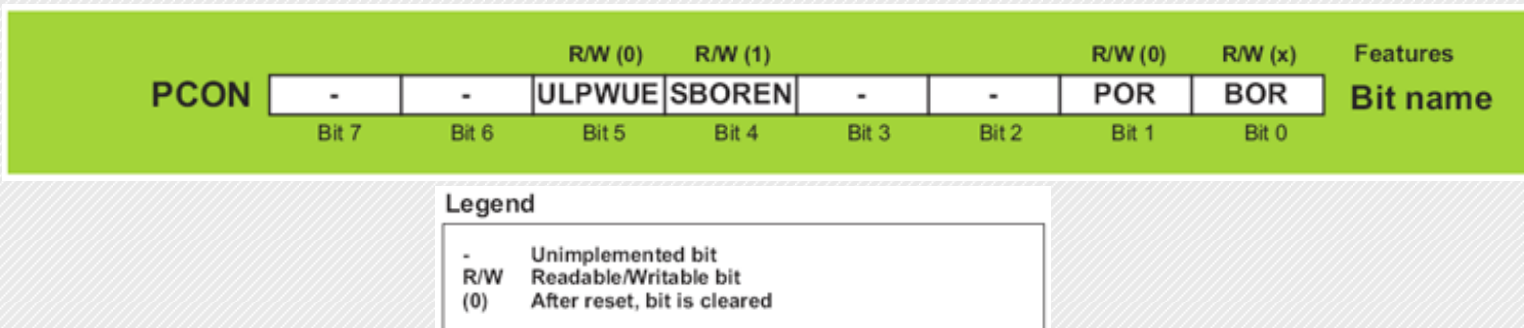 R/W (0) R/W (1) R/W (0) R/W (x) Features
PCON - - ULPWUE SBOREN - - POR BOR Bit name
Bit 7 Bit 6 Bit 5 Bit 4 Bit 3 Bit 2 Bit 1 Bit 0
Legend
- Unimplemented bit
R/W Readable/Writable bit
(0) After reset, bit is cleared